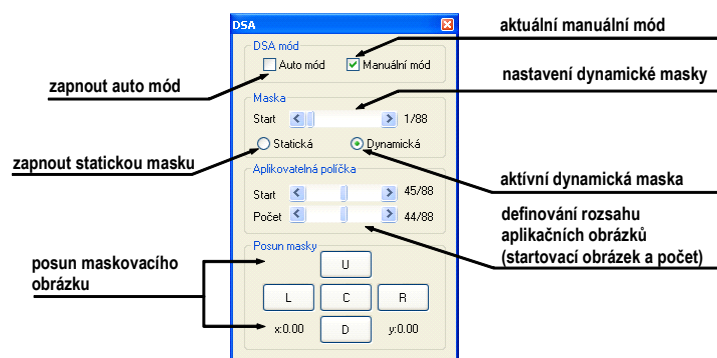 DSA
aktuální manuální mód
DSA mód
Auto mód
Manuální mód
nastavení dynamické masky
zapnout auto mód
Maska
Start
1/88
Statická
Dynamická
zapnout statickou masku
Aplikovatelná políčka
aktívní dynamická maska
Start
45/88
Počet
44/88
definování rozsahu
aplikačních obrázků
(startovací obrázek a počet)
Posun masky
posun maskovacího
obrázku
U
L
C
R
x:0.00
D
y:0.00